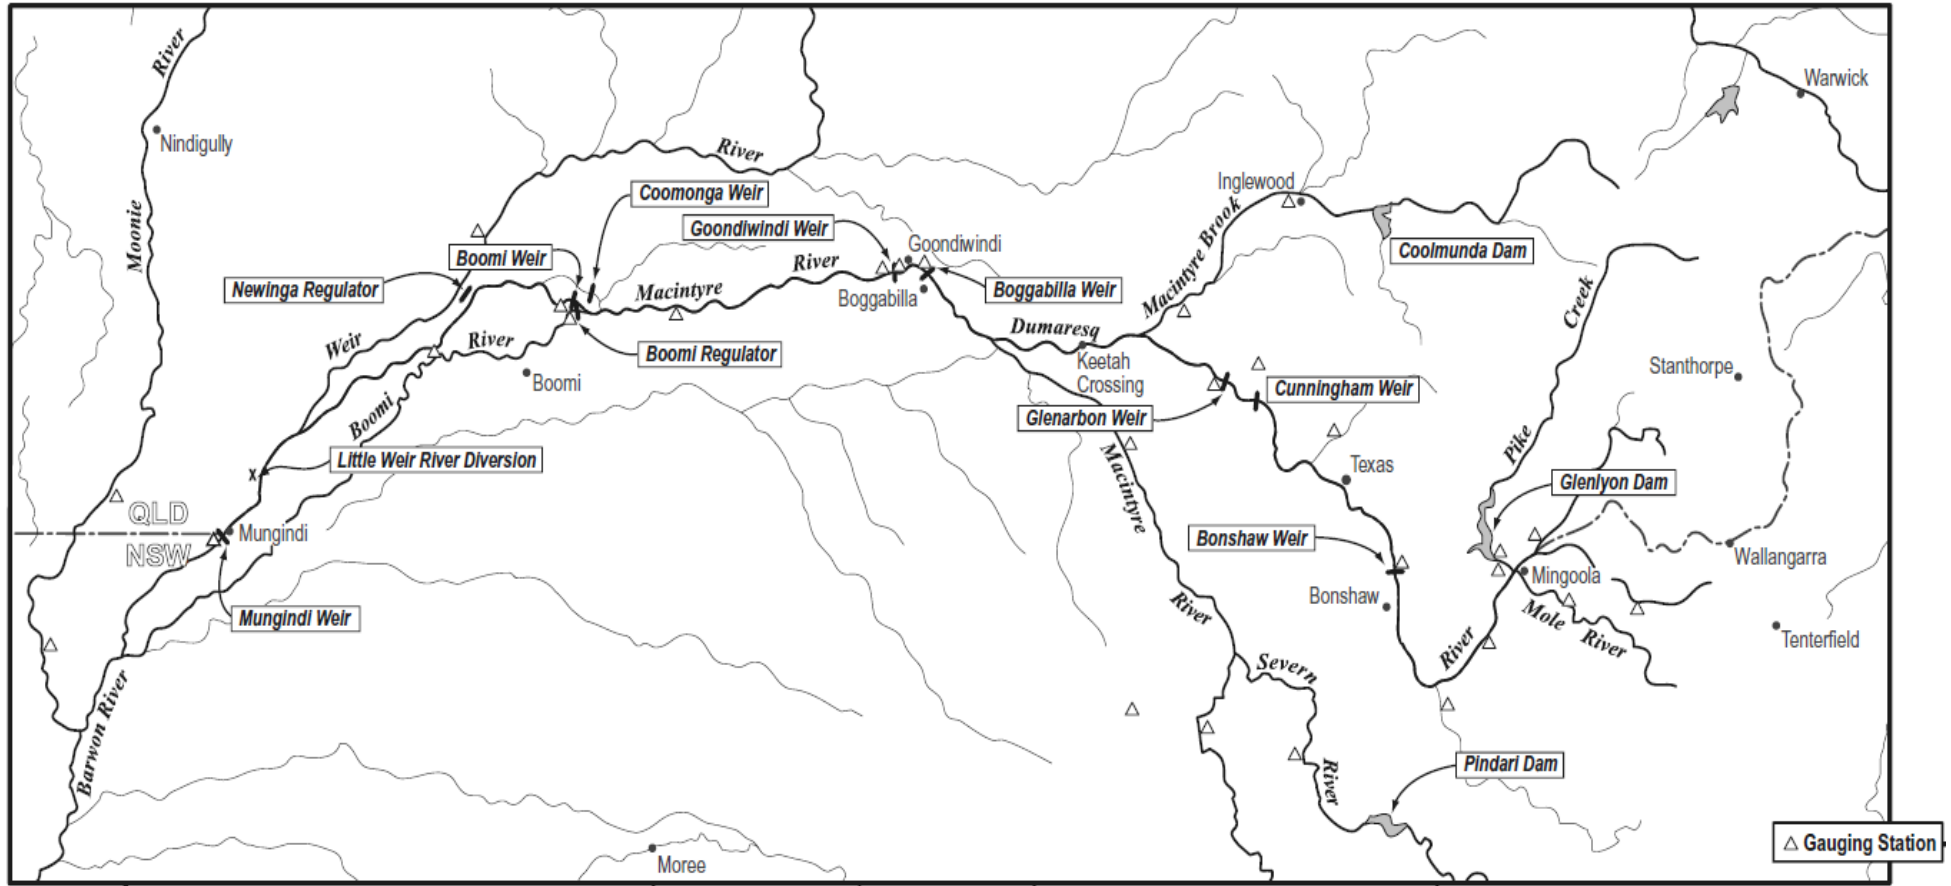 River
Warwick
Nindigully
River
Coomonga Weir
Inglewood
Goondiwindi Weir
Goondiwindi
Moonie
Boomi Weir
Macintyre Brook
Coolmunda Dam
Newinga Regulator
River
Macintyre
Boggabilla
Boggabilla Weir
Creek
Weir
River
Boomi Regulator
Dumaresq
Keetah
Crossing
Stanthorpe
Boomi
Cunningham Weir
Glenarbon Weir
Boomi
Little Weir River Diversion
Macintyre
Texas
Pike
Glenlyon Dam
QLD
NSW
Mungindi
Bonshaw Weir
Wallangarra
Mungindi Weir
River
Bonshaw
Mingoola
Mole River
Tenterfield
River
Severn
Barwon River
River
Pindari Dam
Moree
Gauging Station
x